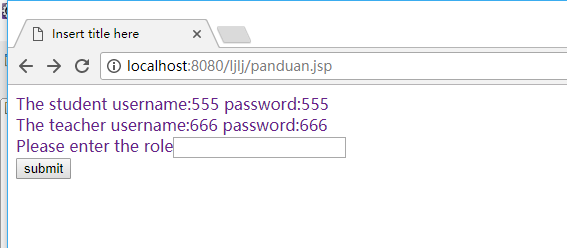 Insert title here
localhost:8080/ljlj/panduan.jsp
The student username:555 password:555
The teacher username:666 password:666
Please enter the role
submit